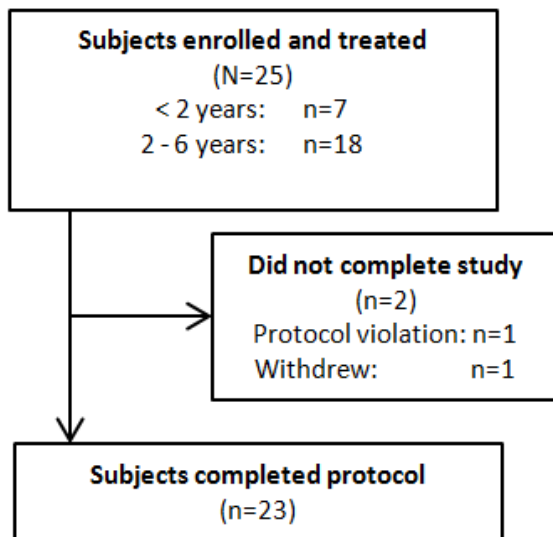 Subjects enrolled and treated
(N=25)
< 2 years: n=7
2 - 6 years: n=18
Did not complete study
(n=2)
Protocol violation: n=1
Withdrew: n=1
Subjects completed protocol
(n=23)